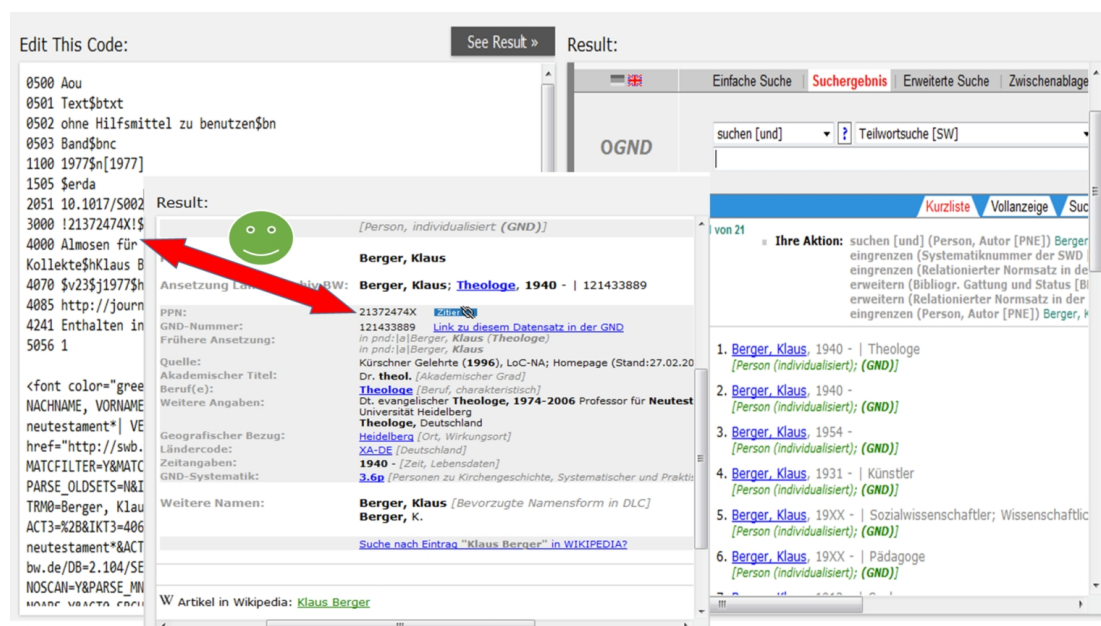 Edit This Code:
See Result »
Result:
0500 Aou
0501 Text$btxt
0502 ohne Hilfsmittel zu benutzen$bn
0503 Band$bnc
1100 1977$n[1977]
1505 $erda
2051 10.1017/S002
3000 !21372474X!$
4000 Almosen für
Kollekte$hKlaus B
4070 $v23$j1977$h
4085 http://journ
4241 Enthalten in
5056 1
<font color="gree
NACHNAME, VORNAME
neutestament*| VE
href="http://swb.
MATCFILTER=Y&MATC
PARSE_OLDSETS=N&I
TRM0=Berger, Klau
ACT3=%2B&IKT3=406
neutestament*&ACT
bw.de/DB=2.104/SE
NOSCAN=Y&PARSE_MN
Result:
[Person, individualisiert (GND)]
Berger, Klaus
Ansetzung BW: Berger, Klaus; Theologe, 1940 - | 121433889
PPN: 21372474X
GND-Nummer: 121433889 Link zu diesem Datensatz in der GND
Frühere Ansetzung: in pnd:|a|Berger, Klaus (Theologe)
in pnd:|a|Berger, Klaus
Quelle: Kürschner Gelehrte (1996), LoC-NA; Homepage (Stand:27.02.20
Akademischer Titel: Dr. theol. [Akademischer Grad]
Beruf(e): Theologe [Beruf, charakteristisch]
Weitere Angaben: Dt. evangelischer Theologe, 1974-2006 Professor für Neutest
Universität Heidelberg
Theologe, Deutschland
Geografischer Bezug: Heidelberg [Ort, Wirkungsort]
Ländercode: XA-DE [Deutschland]
Zeitangaben: 1940 - [Zeit, Lebensdaten]
GND-Systematik: 3.6p [Personen zu Kirchengeschichte, Systematischer und Praktis
Weitere Namen: Berger, Klaus [Bevorzugte Namensform in DLC]
Berger, K.
Suche nach Eintrag "Klaus Berger" in WIKIPEDIA?
W Artikel in Wikipedia: Klaus Berger
Einfache Suche | Suchergebnis | Erweiterte Suche | Zwischenablage
OGND
suchen [und] ? Teilwortsuche [SW]
Kurzliste Vollanzeige Suc
von 21
Ihre Aktion: suchen [und] (Person, Autor [PNE]) Berger
eingrenzen (Systematiknummer der SWD
eingrenzen (Relationierter Normsatz in de
erweitern (Bibliogr. Gattung und Status [B
erweitern (Relationierter Normsatz in der
eingrenzen (Person, Autor [PNE]) Berger, K
1. Berger, Klaus, 1940- | Theologe
[Person (individualisiert); (GND)]
2. Berger, Klaus, 1940 -
[Person (individualisiert); (GND)]
3. Berger, Klaus, 1954 -
[Person (individualisiert); (GND)]
4. Berger, Klaus, 1931 - | Künstler
[Person (individualisiert); (GND)]
5. Berger, Klaus, 19XX - | Sozialwissenschaftler; Wissenschaftlic
[Person (individualisiert); (GND)]
6. Berger, Klaus, 19XX - | Pädagoge
[Person (individualisiert); (GND)]